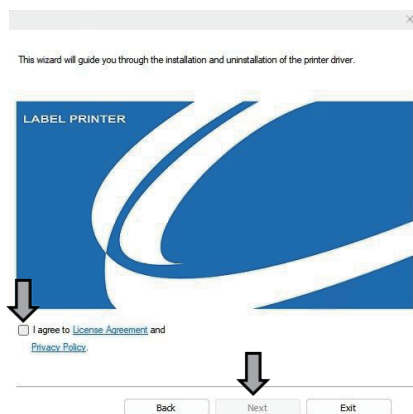 This wizard will guide you through the installation and uninstallation of the printer driver.
LABEL PRINTER
I agree to License Agreement and
Privacy Policy.
Back Next Exit